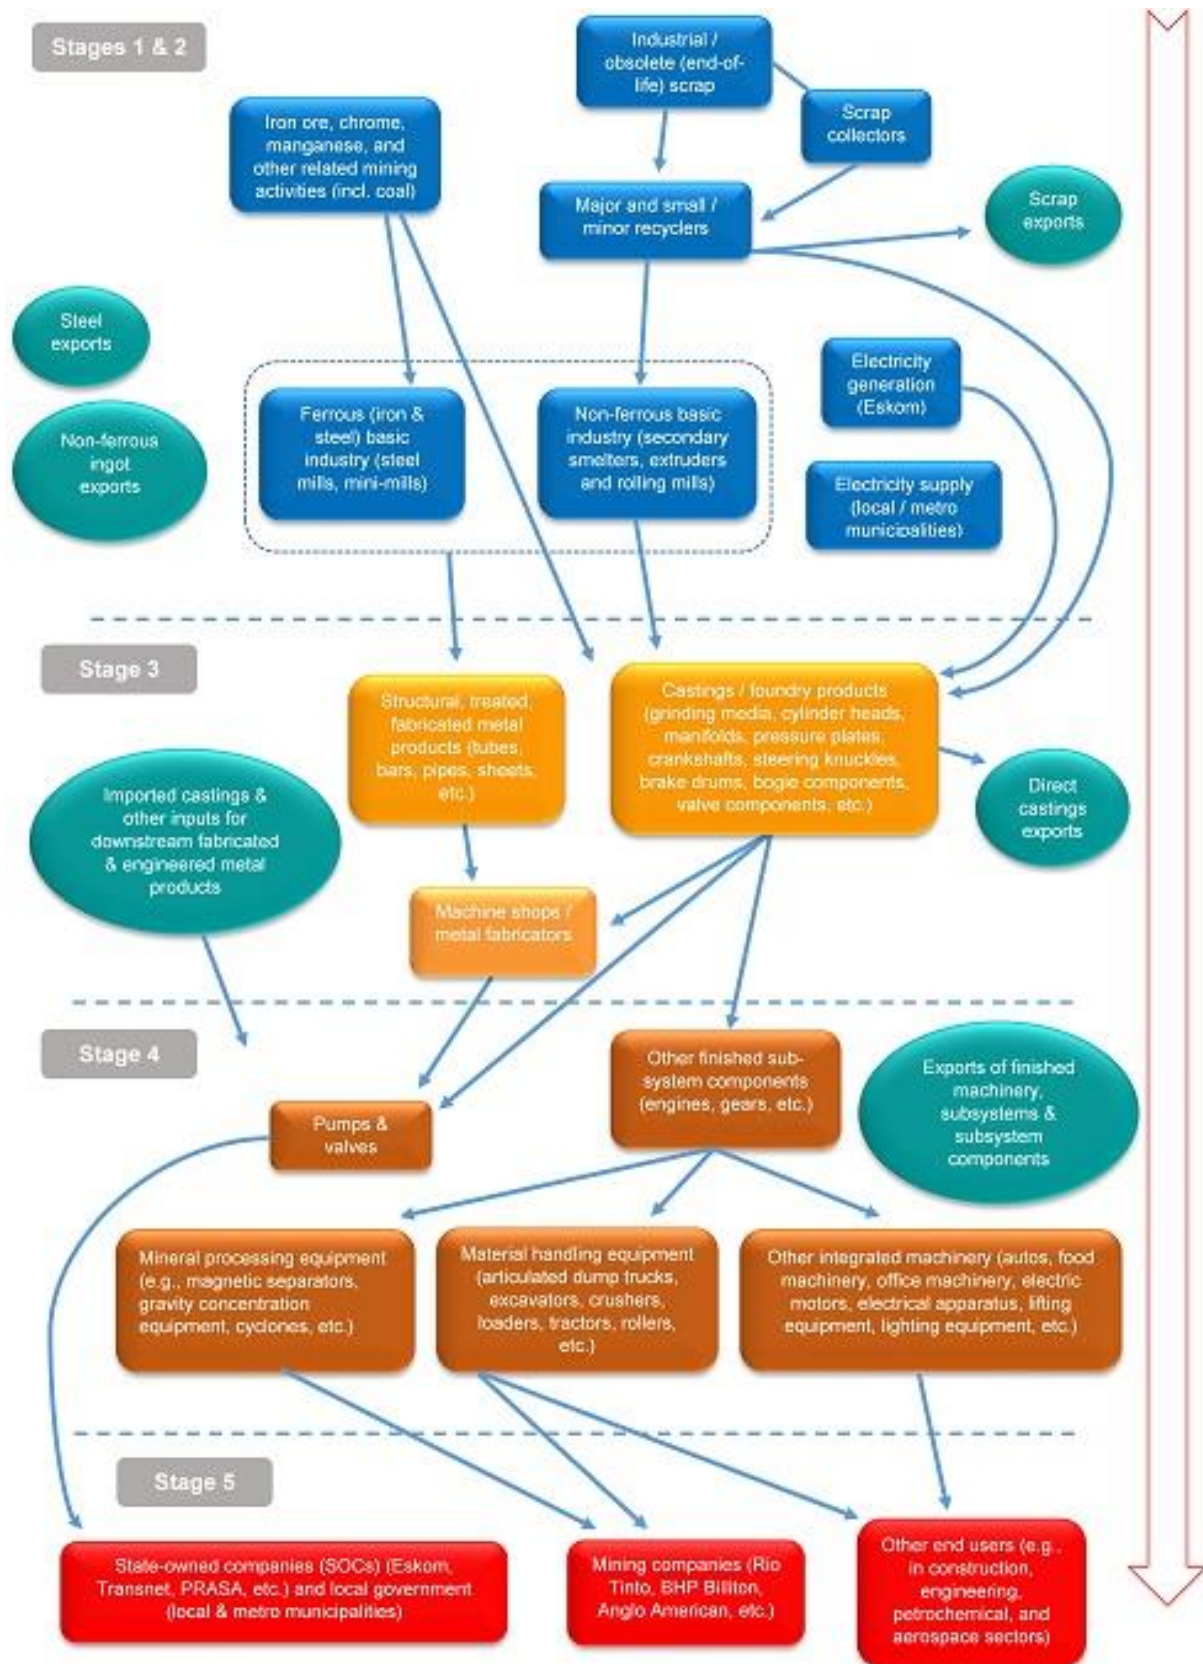 Stages 1 & 2
Industrial /
obsolete (end-of-
life) scrap
Scrap
collectors
Iron ore, chrome,
manganese, and
other related mining
activities (incl. coal)
Major and small /
minor recyclers
Scrap
exports
Steel
exports
Non-ferrous
ingot
exports
Ferrous (iron &
steel) basic
industry (steel
mills, mini-mills)
Non-ferrous basic
industry (secondary
smelters, extruders
and rolling mills)
Electricity
generation
(Eskom)
Electricity supply
(local / metro
municipalities)
Stage 3
Structural, treated,
fabricated metal
products (tubes,
bars, pipes, sheets,
etc.)
Castings / foundry products
(grinding media, cylinder heads,
manifolds, pressure plates,
crankshafts, steering knuckles,
brake drums, bogie components,
valve components, etc.)
Imported castings &
other inputs for
downstream fabricated
& engineered metal
products
Direct
castings
exports
Machine shops /
metal fabricators
Stage 4
Other finished sub-
system components
(engines, gears, etc.)
Exports of finished
machinery,
subsystems &
subsystem
components
Pumps &
valves
Mineral processing equipment
(e.g., magnetic separators,
gravity concentration
equipment, cyclones, etc.)
Material handling equipment
(articulated dump trucks,
excavators, crushers,
loaders, tractors, rollers,
etc.)
Other integrated machinery (autos, food
machinery, office machinery, electric
motors, electrical apparatus, lifting
equipment, lighting equipment, etc.)
Stage 5
State-owned companies (SOCs) (Eskom,
Transnet, PRASA, etc.) and local government
(local & metro municipalities)
Mining companies (Rio
Tinto, BHP Billiton,
Anglo American, etc.)
Other end users (e.g.,
in construction,
engineering,
petrochemical, and
aerospace sectors)